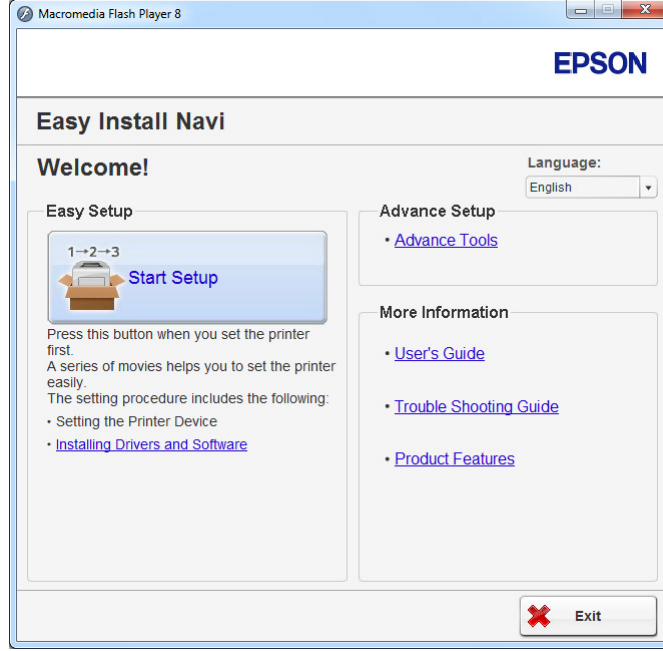 Macromedia Flash Player 8
EPSON
Easy Install Navi
Welcome!
Language:
English
Easy Setup
1→2→3
Start Setup
Press this button when you set the printer
first.
A series of movies helps you to set the printer
easily.
The setting procedure includes the following:
• Setting the Printer Device
• Installing Drivers and Software
Advance Setup
• Advance Tools
More Information
• User's Guide
• Trouble Shooting Guide
• Product Features
Exit